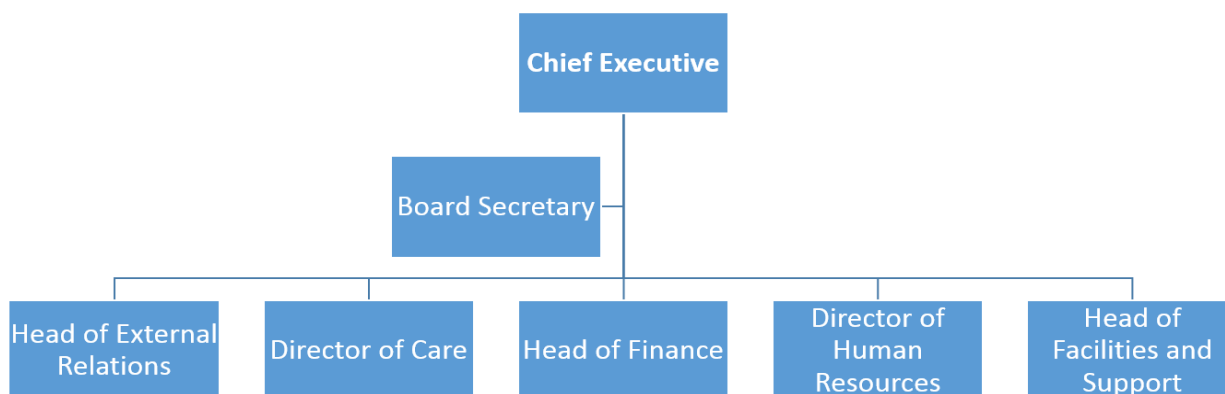 Chief Executive
Board Secretary
Head of External
Relations
Director of Care
Head of Finance
Director of
Human
Resources
Head of
Facilities and
Support